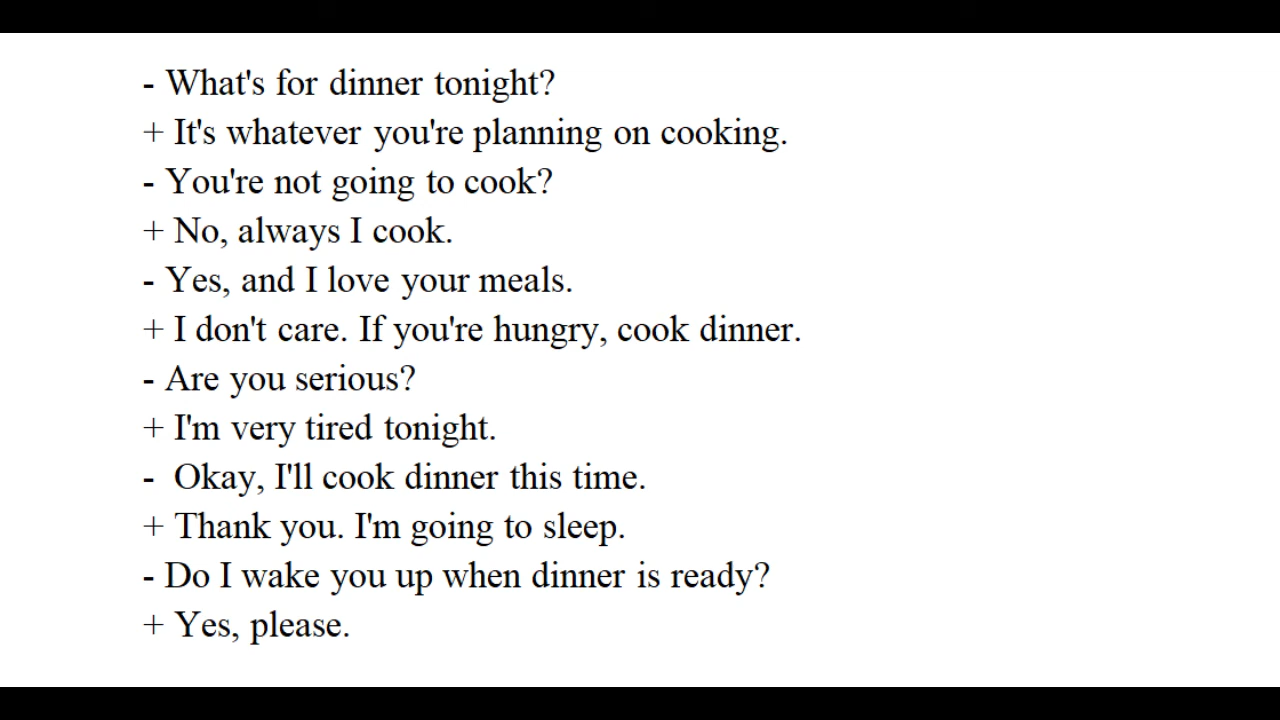 - What's for dinner tonight?
+ It's whatever you're planning on cooking.
- You're not going to cook?
+ No, always I cook.
- Yes, and I love your meals.
+ I don't care. If you're hungry, cook dinner.
- Are you serious?
+ I'm very tired tonight.
-  Okay, I'll cook dinner this time.
+ Thank you. I'm going to sleep.
- Do I wake you up when dinner is ready?
+ Yes, please.